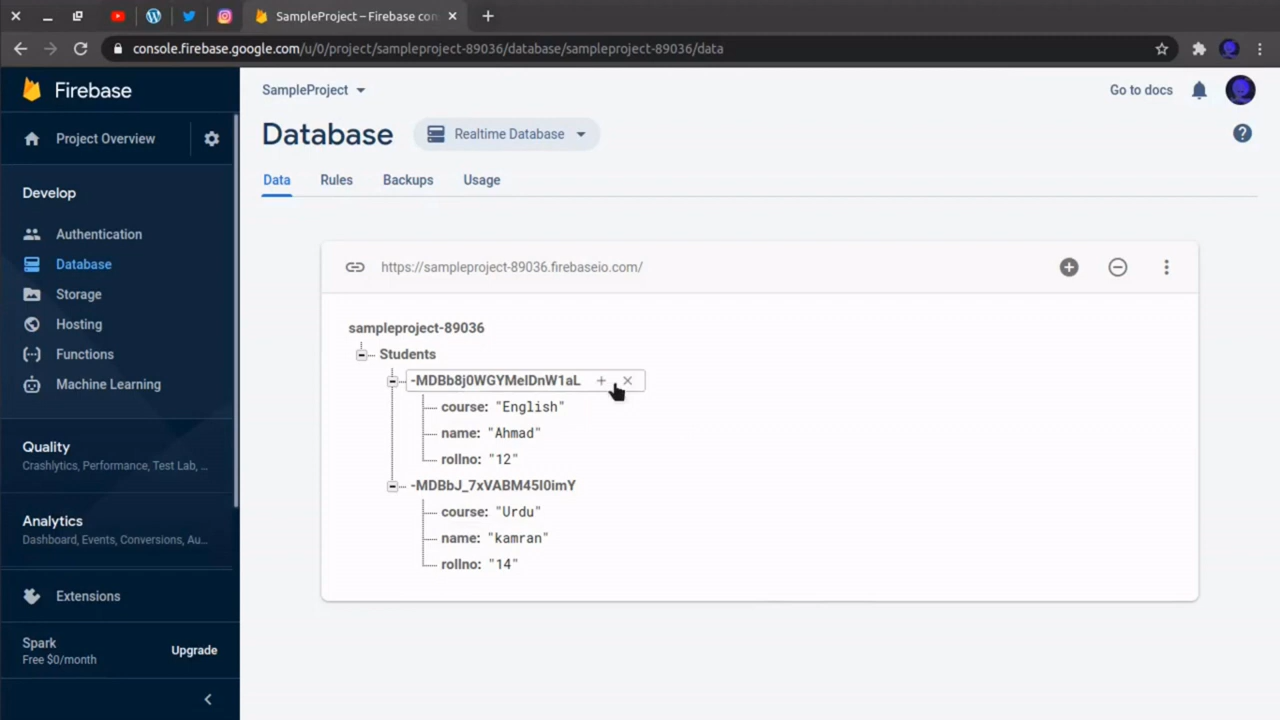 SampleProject – Firebase con
console.firebase.google.com/u/0/project/sampleproject-89036/database/sampleproject-89036/data
Firebase
Project Overview
Develop
Authentication
Database
Storage
Hosting
Functions
Machine Learning
Quality
Crashlytics, Performance, Test Lab, ...
Analytics
Dashboard, Events, Conversions, Au...
Extensions
Spark
Free $0/month
Upgrade
SampleProject
Go to docs
Database
Realtime Database
Data Rules Backups Usage
https://sampleproject-89036.firebaseio.com/
sampleproject-89036
Students
-MDBb8j0WGYMeIDnW1aL
course: "English"
name: "Ahmad"
rollno: "12"
-MDBbJ_7xVABM45I0imY
course: "Urdu"
name: "kamran"
rollno: "14"